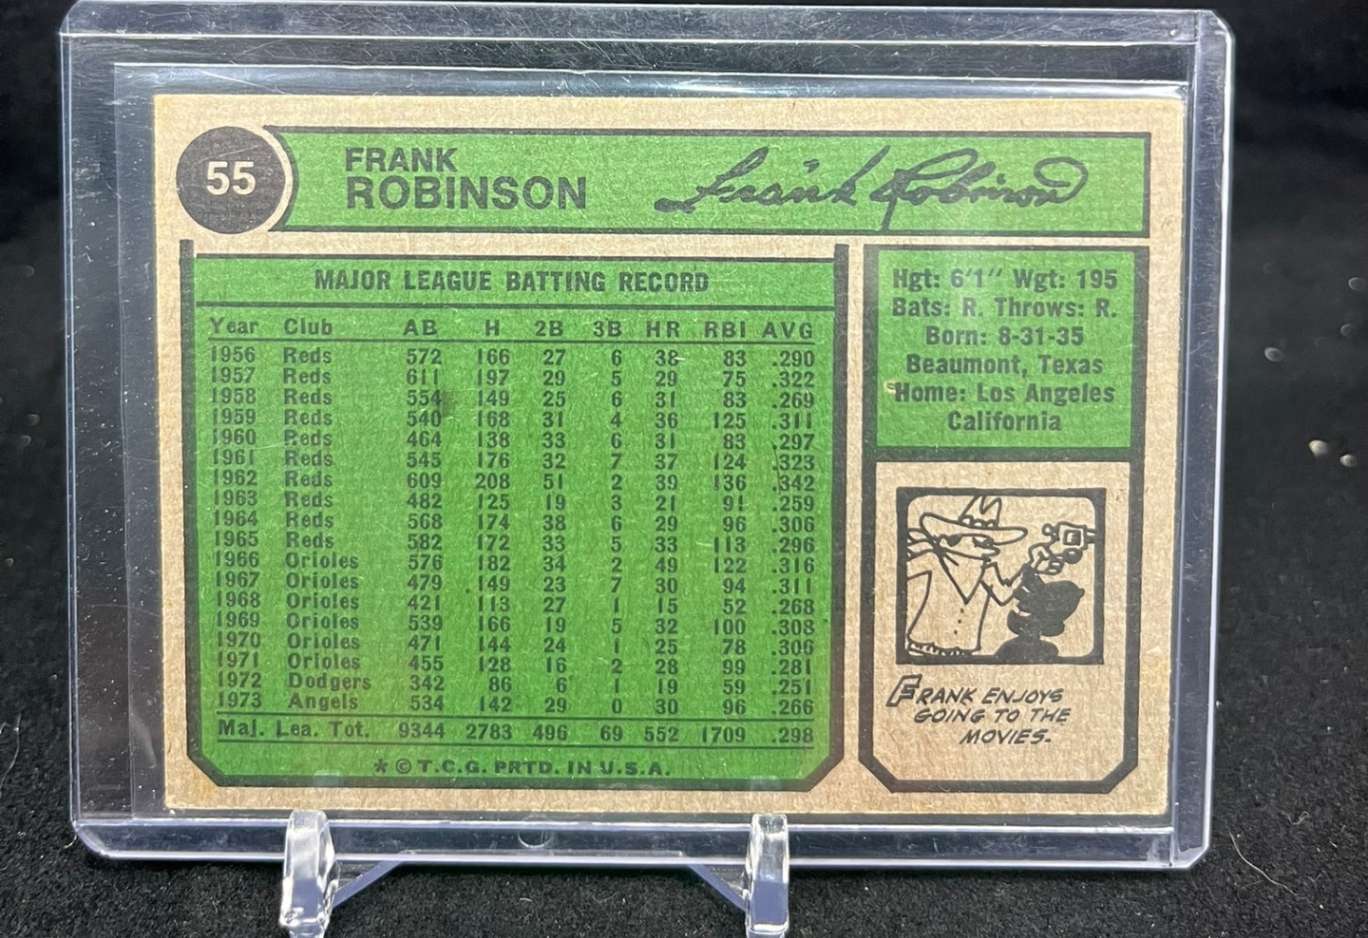 55
FRANK
ROBINSON
Frank Robinson
MAJOR LEAGUE BATTING RECORD
Year Club AB H 2B 3B HR RBI AVG
1956 Reds 572 166 27 6 38 83 .290
1957 Reds 611 197 29 5 29 75 .322
1958 Reds 554 149 25 6 31 83 .269
1959 Reds 540 168 31 4 36 125 .311
1960 Reds 464 138 33 6 31 83 .297
1961 Reds 545 176 32 7 37 124 .323
1962 Reds 609 208 51 2 39 136 .342
1963 Reds 482 125 19 3 21 91 .259
1964 Reds 568 174 38 6 29 96 .306
1965 Reds 582 172 33 5 33 113 .296
1966 Orioles 576 182 34 2 49 122 .316
1967 Orioles 479 149 23 7 30 94 .311
1968 Orioles 421 113 27 1 15 52 .268
1969 Orioles 539 166 19 5 32 100 .308
1970 Orioles 471 144 24 1 25 78 .306
1971 Orioles 455 128 16 2 28 99 .281
1972 Dodgers 342 86 6 1 19 59 .251
1973 Angels 534 142 29 0 30 96 .266
Maj. Lea. Tot. 9344 2783 496 69 552 1709 .298
* © T.C.G. PRTD. IN U.S.A.
Hgt: 6'1" Wgt: 195
Bats: R. Throws: R.
Born: 8-31-35
Beaumont, Texas
Home: Los Angeles
California
FRANK ENJOYS
GOING TO THE
MOVIES.